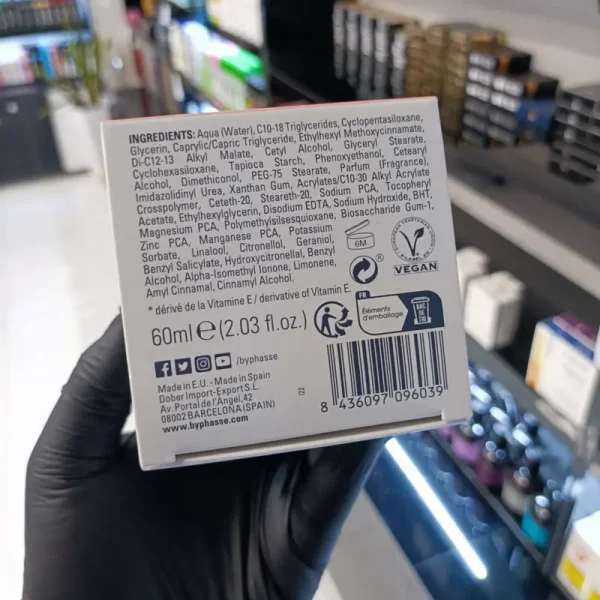 INGREDIENTS: Aqua (Water), C10-18 Triglycerides, Cyclopentasiloxane,
Glycerin, Caprylic/Capric Triglyceride, Ethylhexyl Methoxycinnamate,
Di-C12-13 Alkyl Malate, Cetyl Alcohol, Glyceryl Stearate,
Cyclohexasiloxane, Tapioca Starch, Phenoxyethanol, Cetearyl
Alcohol, Dimethiconol, PEG-75 Stearate, Parfum (Fragrance),
Imidazolidinyl Urea, Xanthan Gum, Acrylates/C10-30 Alkyl Acrylate
Crosspolymer, Ceteth-20, Steareth-20, Sodium PCA, Tocopheryl
Acetate, Ethylhexylglycerin, Disodium EDTA, Sodium Hydroxide, BHT,
Magnesium PCA, Polymethylsilsesquioxane, Biosaccharide Gum-1,
Zinc PCA, Manganese PCA, Potassium
Sorbate, Linalool, Citronellol, Geraniol,
Benzyl Salicylate, Hydroxycitronellal, Benzyl
Alcohol, Alpha-Isomethyl Ionone, Limonene,
Amyl Cinnamal, Cinnamyl Alcohol.
6M
VEGAN
* dérivé de la Vitamine E / derivative of Vitamin E.
60ml e (2.03 fl.oz.)
FR
Éléments
d'emballage
BAC
DE
TRI
/byphasse
Made in E.U. - Made in Spain
Dober Import-Export S.L.
Av. Portal de l'Àngel, 42
08002 BARCELONA (SPAIN)
www.byphasse.com
8 436097 096039